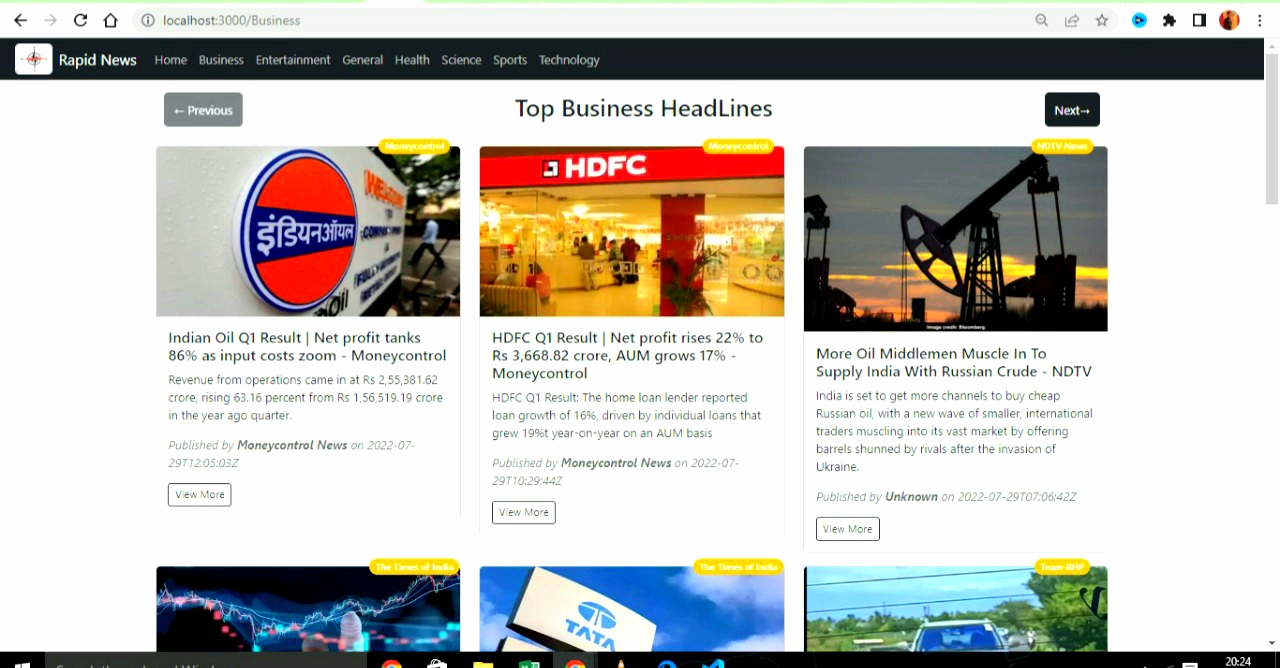 localhost:3000/Business
Rapid News Home Business Entertainment General Health Science Sports Technology
← Previous
Top Business HeadLines
Next→
Moneycontrol
Moneycontrol
NDTV News
इंडियनऑयल
WELCOME
TO
HDFC
Image credit: Bloomberg
Indian Oil Q1 Result | Net profit tanks
86% as input costs zoom - Moneycontrol
Revenue from operations came in at Rs 2,55,381.62
crore, rising 63.16 percent from Rs 1,56,519.19 crore
in the year ago quarter.
Published by Moneycontrol News on 2022-07-
29T12:05:03Z
View More
HDFC Q1 Result | Net profit rises 22% to
Rs 3,668.82 crore, AUM grows 17% -
Moneycontrol
HDFC Q1 Result: The home loan lender reported
loan growth of 16%, driven by individual loans that
grew 19%t year-on-year on an AUM basis
Published by Moneycontrol News on 2022-07-
29T10:29:44Z
View More
More Oil Middlemen Muscle In To
Supply India With Russian Crude - NDTV
India is set to get more channels to buy cheap
Russian oil, with a new wave of smaller, international
traders muscling into its vast market by offering
barrels shunned by rivals after the invasion of
Ukraine.
Published by Unknown on 2022-07-29T07:06:42Z
View More
The Times of India
The Times of India
Team-BHP
TATA
20:24